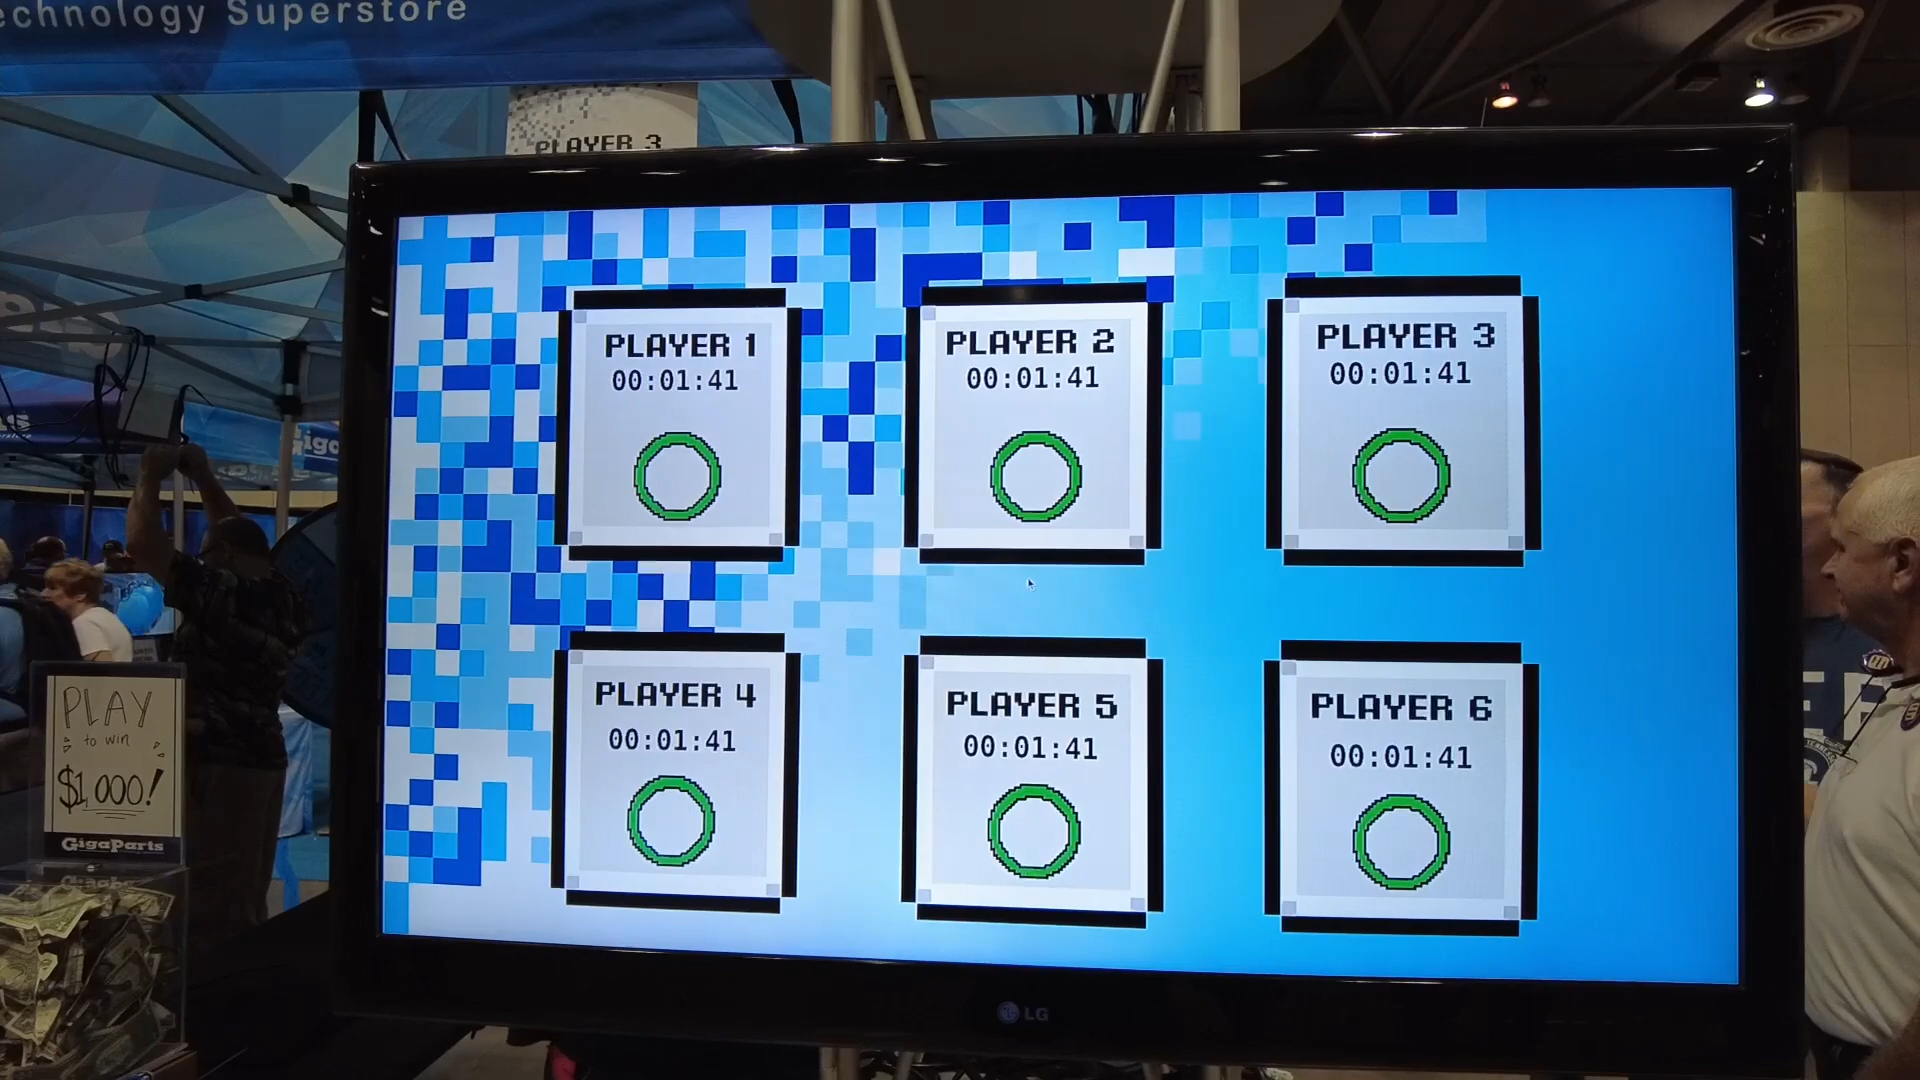 echnology Superstore
PLAYER 3
PLAYER 1
00:01:41
PLAYER 2
00:01:41
PLAYER 3
00:01:41
PLAYER 4
00:01:41
PLAYER 5
00:01:41
PLAYER 6
00:01:41
Giga
PLAY
to win
$1,000!
GigaParts
LG